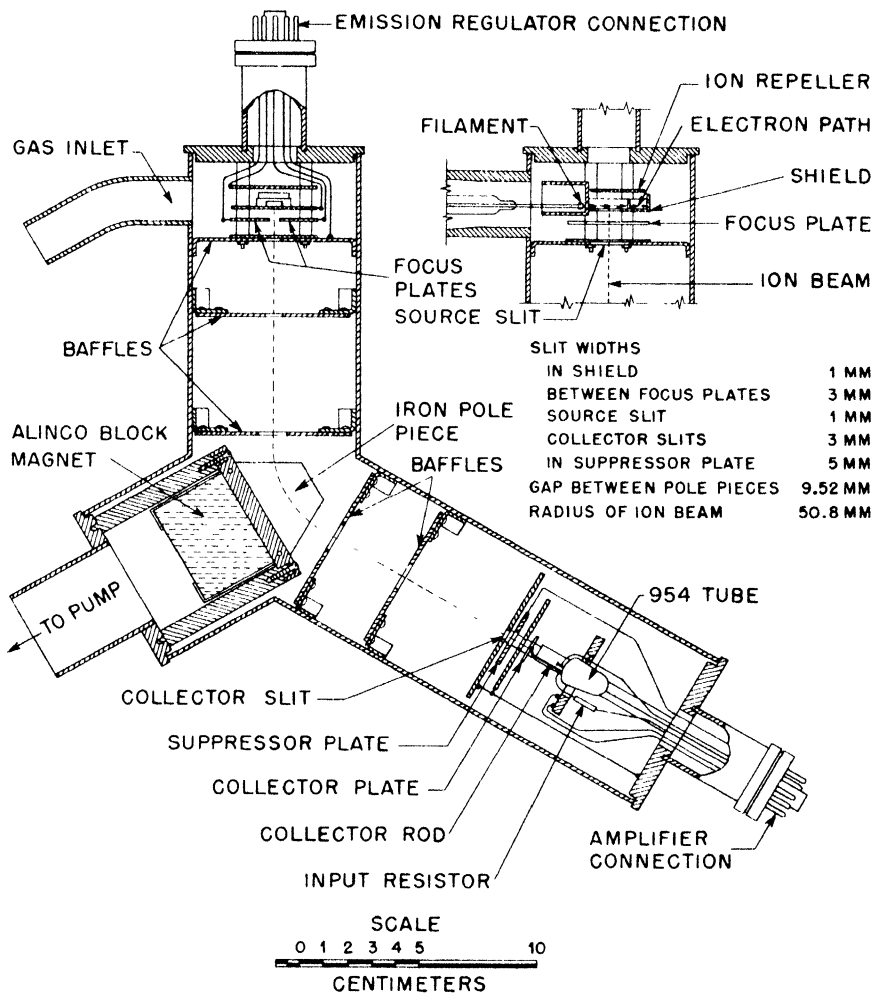 EMISSION REGULATOR CONNECTION
ION REPELLER
FILAMENT
ELECTRON PATH
GAS INLET
SHIELD
FOCUS PLATE
FOCUS
PLATES
SOURCE SLIT
ION BEAM
BAFFLES
SLIT WIDTHS
IN SHIELD 1 MM
BETWEEN FOCUS PLATES 3 MM
SOURCE SLIT 1 MM
COLLECTOR SLITS 3 MM
IN SUPPRESSOR PLATE 5 MM
GAP BETWEEN POLE PIECES 9.52 MM
RADIUS OF ION BEAM 50.8 MM
IRON POLE
PIECE
ALINCO BLOCK
MAGNET
BAFFLES
TO PUMP
954 TUBE
COLLECTOR SLIT
SUPPRESSOR PLATE
COLLECTOR PLATE
COLLECTOR ROD
INPUT RESISTOR
AMPLIFIER
CONNECTION
SCALE
0 1 2 3 4 5 10
CENTIMETERS